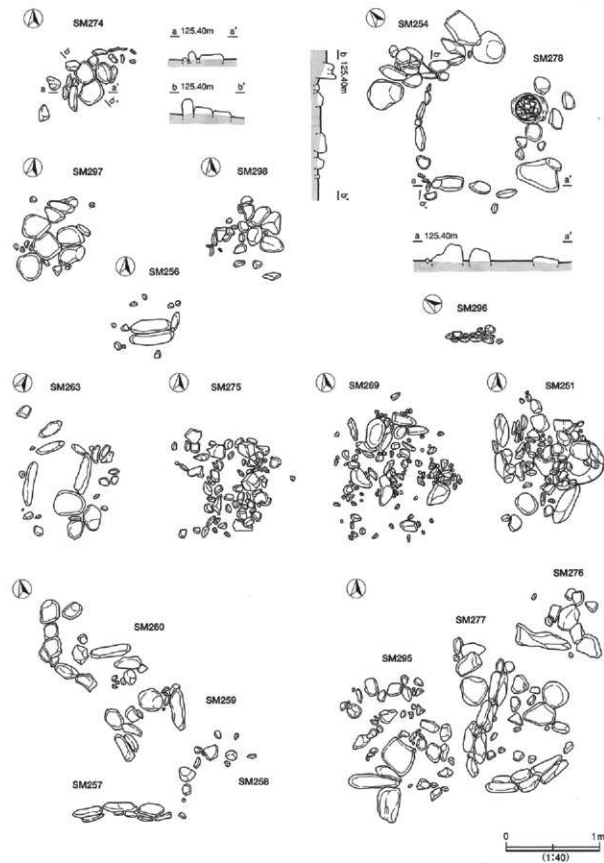 SM274
a 125.40m a'
b 125.40m b'
b
a a'
b'
SM254
b 125.40m b'
b
SM278
a a'
b'
a 125.40m a'
SM297
SM298
SM256
SM296
SM263
SM275
SM269
SM261
SM260
SM259
SM257
SM258
SM276
SM277
SM295
0 1m
(1:40)